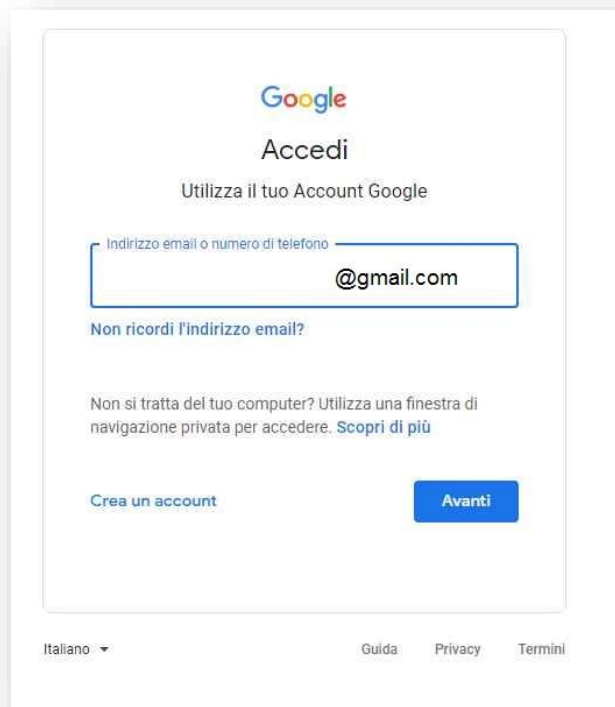 Google
Accedi
Utilizza il tuo Account Google
Indirizzo email o numero di telefono
@gmail.com
Non ricordi l'indirizzo email?
Non si tratta del tuo computer? Utilizza una finestra di
navigazione privata per accedere. Scopri di più
Crea un account Avanti
Italiano Guida Privacy Termini